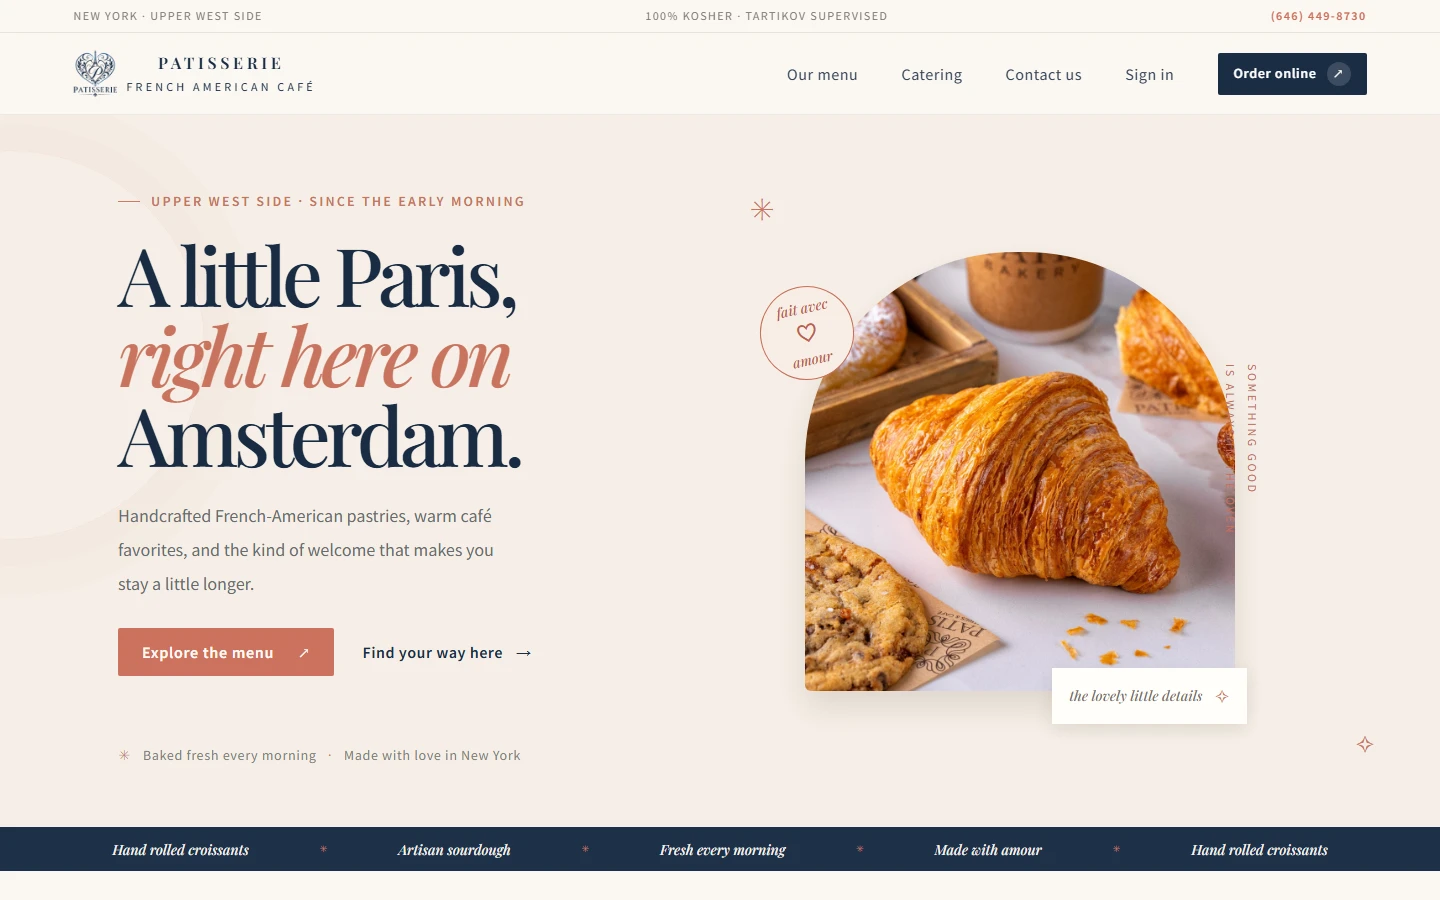 NEW YORK · UPPER WEST SIDE
100% KOSHER · TARTIKOV SUPERVISED
(646) 449-8730
PATISSERIE
PATISSERIE
FRENCH AMERICAN CAFÉ
Our menu
Catering
Contact us
Sign in
Order online ↗
UPPER WEST SIDE · SINCE THE EARLY MORNING
A little Paris,
right here on
Amsterdam.
Handcrafted French-American pastries, warm café
favorites, and the kind of welcome that makes you
stay a little longer.
Explore the menu ↗
Find your way here →
Baked fresh every morning · Made with love in New York
fait avec
amour
BAKERY
SOMETHING GOOD
IS ALWAYS
the lovely little details
Hand rolled croissants
Artisan sourdough
Fresh every morning
Made with amour
Hand rolled croissants